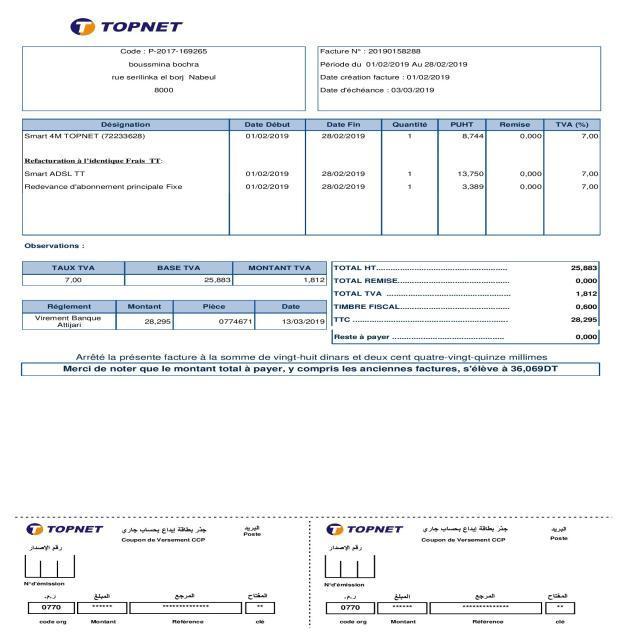 TOPNET
Code : P-2017-169265
boussmina bochra
rue serilinka el borj Nabeul
8000
Facture N° : 20190158288
Période du 01/02/2019 Au 28/02/2019
Date création facture : 01/02/2019
Date d'échéance : 03/03/2019
Désignation Date Début Date Fin Quantité PUHT Remise TVA (%)
Smart 4M TOPNET (72233628) 01/02/2019 28/02/2019 1 8,744 0,000 7,00
Refacturation à l'identique Frais TT:
Smart ADSL TT 01/02/2019 28/02/2019 1 13,750 0,000 7,00
Redevance d'abonnement principale Fixe 01/02/2019 28/02/2019 1 3,389 0,000 7,00
Observations :
TAUX TVA BASE TVA MONTANT TVA
7,00 25,883 1,812
Réglement Montant Pièce Date
Virement Banque Attijari 28,295 0774671 13/03/2019
TOTAL HT 25,883
TOTAL REMISE 0,000
TOTAL TVA 1,812
TIMBRE FISCAL 0,600
TTC 28,295
Reste à payer 0,000
Arrêté la présente facture à la somme de vingt-huit dinars et deux cent quatre-vingt-quinze millimes
Merci de noter que le montant total à payer, y compris les anciennes factures, s'élève à 36,069DT
TOPNET جذر بطاقة إيداع بحساب جاري البريد
Coupon de Versement CCP Poste
رقم الإصدار
N°d'émission
ر.م. المبلغ المرجع المفتاح
0770 ****** ************** **
code org Montant Référence clé
TOPNET جذر بطاقة إيداع بحساب جاري البريد
Coupon de Versement CCP Poste
رقم الإصدار
N°d'émission
ر.م. المبلغ المرجع المفتاح
0770 ****** ************** **
code org Montant Référence clé